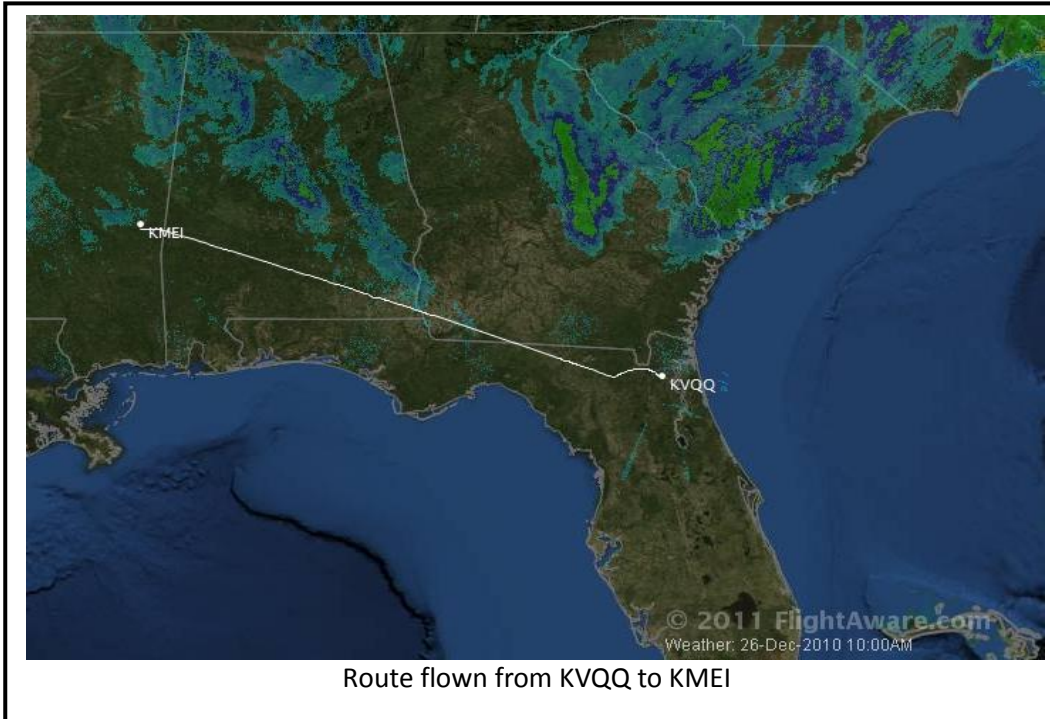 KMEI
KVQQ
© 2011 FlightAware.com
Weather: 26-Dec-2010 10:00AM
Route flown from KVQQ to KMEI